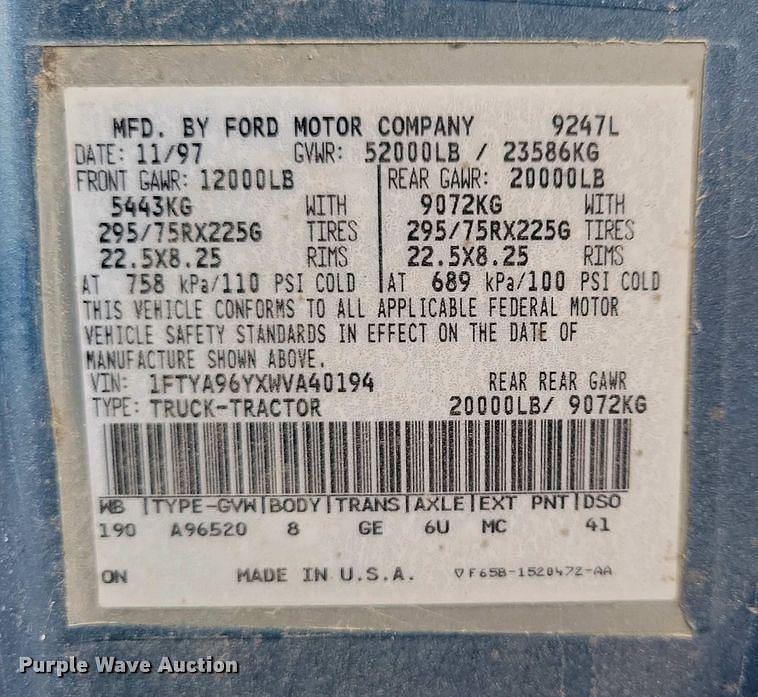 MFD. BY FORD MOTOR COMPANY 9247L
DATE: 11/97 GVWR: 52000LB / 23586KG
FRONT GAWR: 12000LB REAR GAWR: 20000LB
5443KG WITH 9072KG WITH
295/75RX225G TIRES 295/75RX225G TIRES
22.5X8.25 RIMS 22.5X8.25 RIMS
AT 758 kPa/110 PSI COLD AT 689 kPa/100 PSI COLD
THIS VEHICLE CONFORMS TO ALL APPLICABLE FEDERAL MOTOR
VEHICLE SAFETY STANDARDS IN EFFECT ON THE DATE OF
MANUFACTURE SHOWN ABOVE.
VIN: 1FTYA96YXWVA40194 REAR REAR GAWR
TYPE: TRUCK-TRACTOR 20000LB/ 9072KG
WB | TYPE-GVW | BODY | TRANS | AXLE | EXT PNT | DSO
190 A96520 8 GE 6U MC 41
ON MADE IN U.S.A. ▽F65B-1520472-AA
Purple Wave Auction